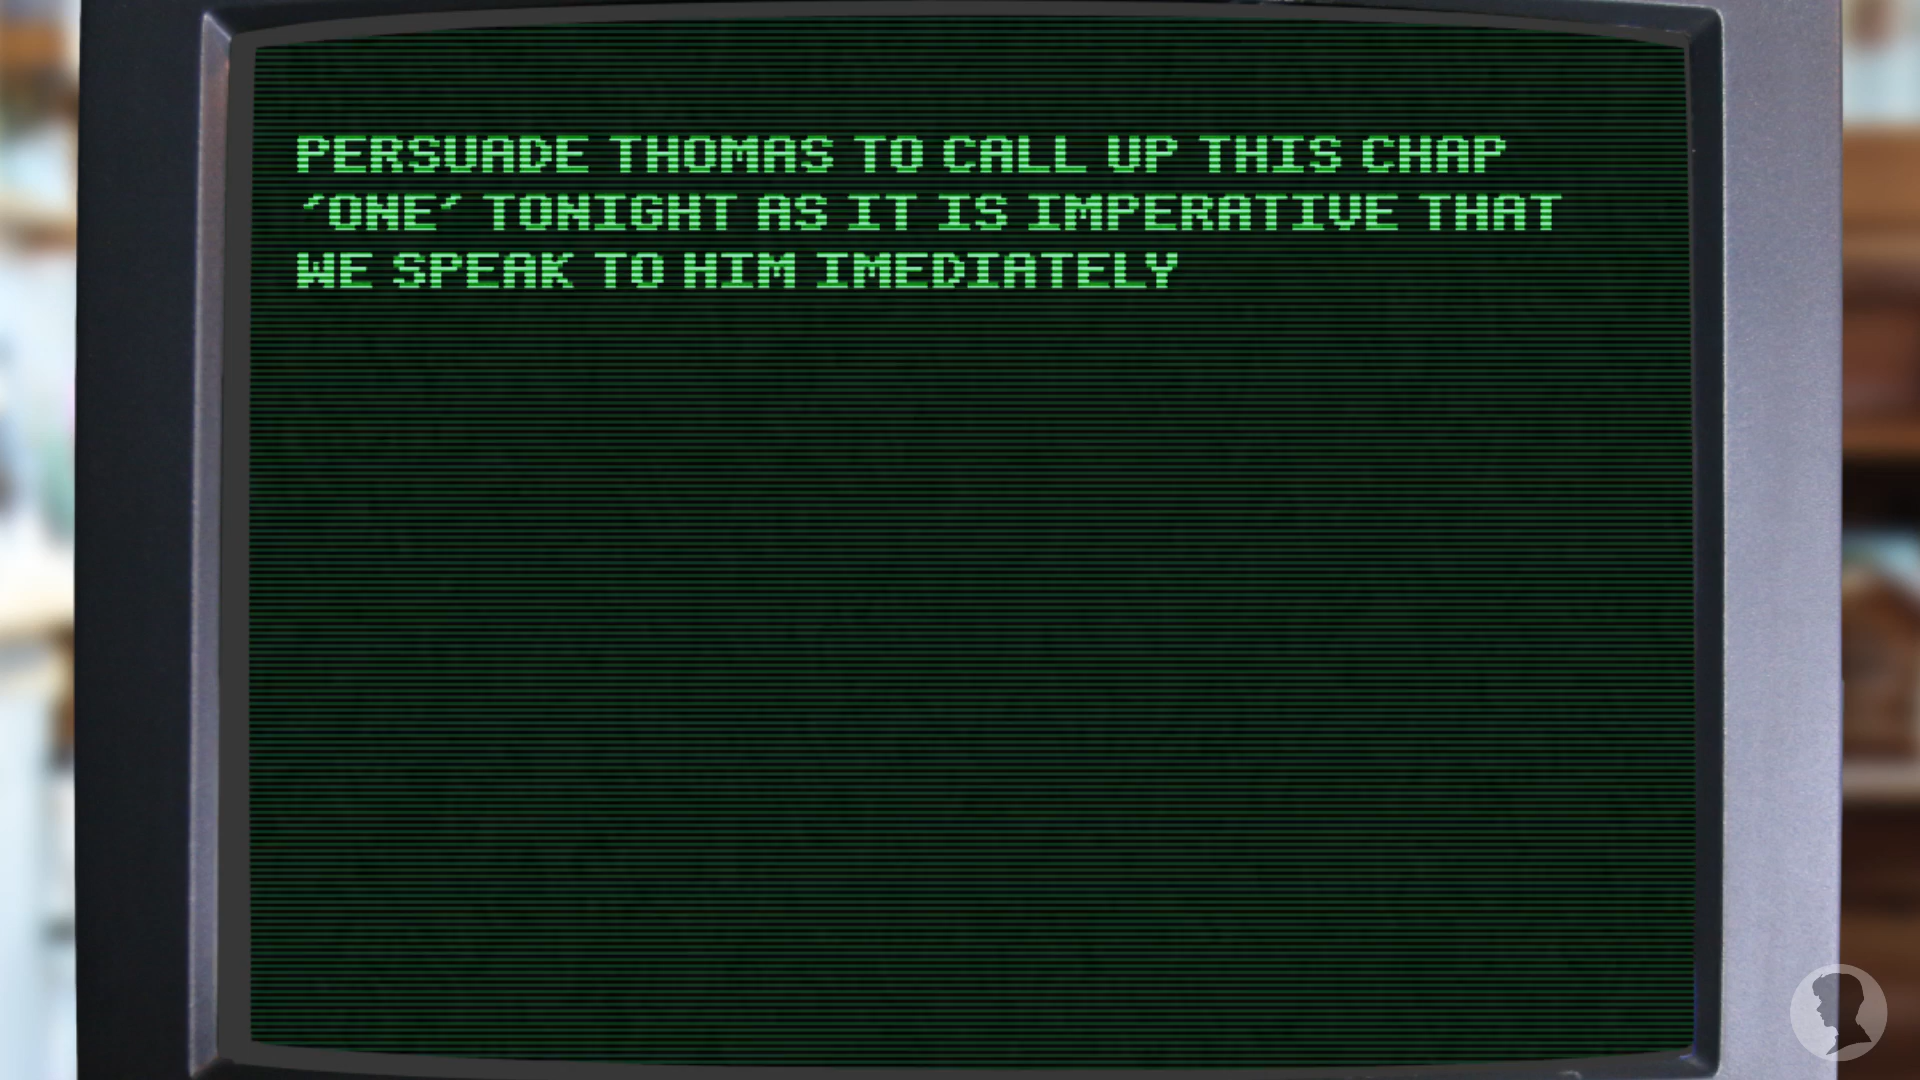 PERSUADE THOMAS TO CALL UP THIS CHAP
'ONE' TONIGHT AS IT IS IMPERATIVE THAT
WE SPEAK TO HIM IMEDIATELY